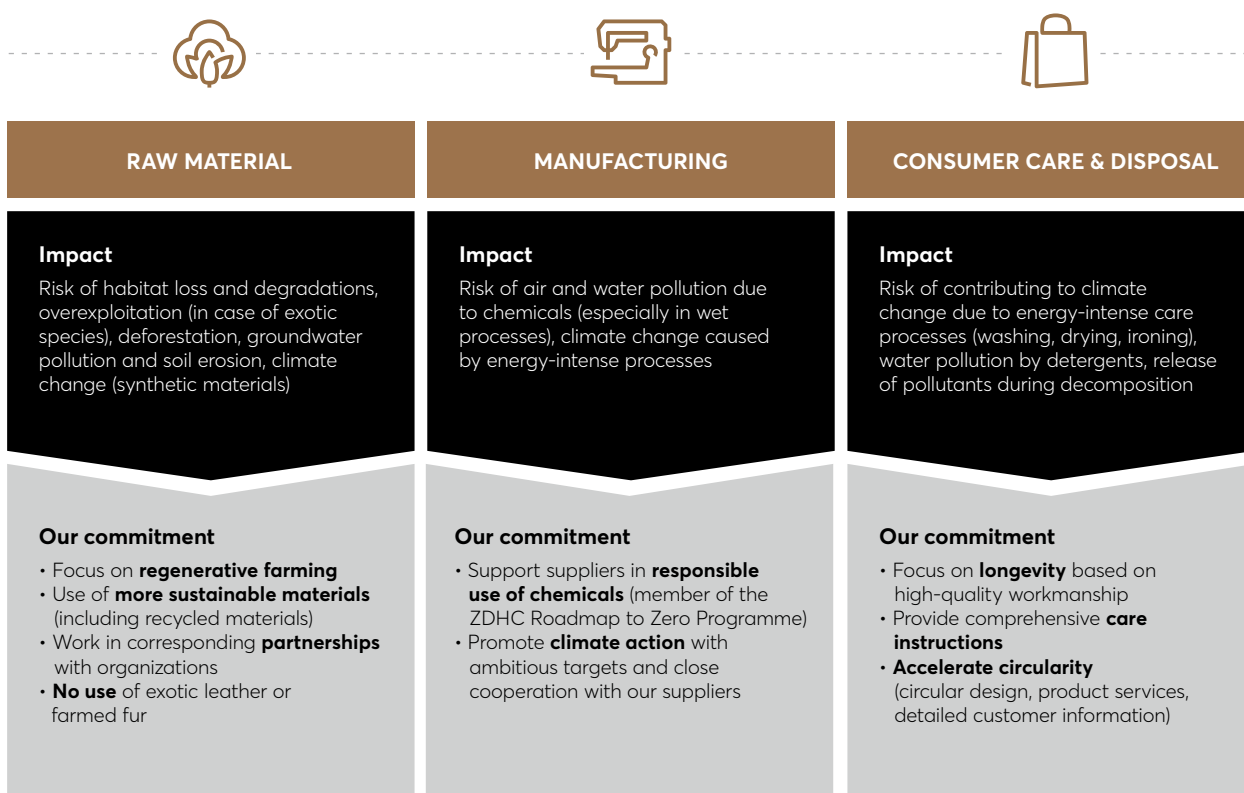 RAW MATERIAL
Impact
Risk of habitat loss and degradations,
overexploitation (in case of exotic
species), deforestation, groundwater
pollution and soil erosion, climate
change (synthetic materials)
Our commitment
• Focus on regenerative farming
• Use of more sustainable materials
(including recycled materials)
• Work in corresponding partnerships
with organizations
• No use of exotic leather or
farmed fur
MANUFACTURING
Impact
Risk of air and water pollution due
to chemicals (especially in wet
processes), climate change caused
by energy-intense processes
Our commitment
• Support suppliers in responsible
use of chemicals (member of the
ZDHC Roadmap to Zero Programme)
• Promote climate action with
ambitious targets and close
cooperation with our suppliers
CONSUMER CARE & DISPOSAL
Impact
Risk of contributing to climate
change due to energy-intense care
processes (washing, drying, ironing),
water pollution by detergents, release
of pollutants during decomposition
Our commitment
• Focus on longevity based on
high-quality workmanship
• Provide comprehensive care
instructions
• Accelerate circularity
(circular design, product services,
detailed customer information)